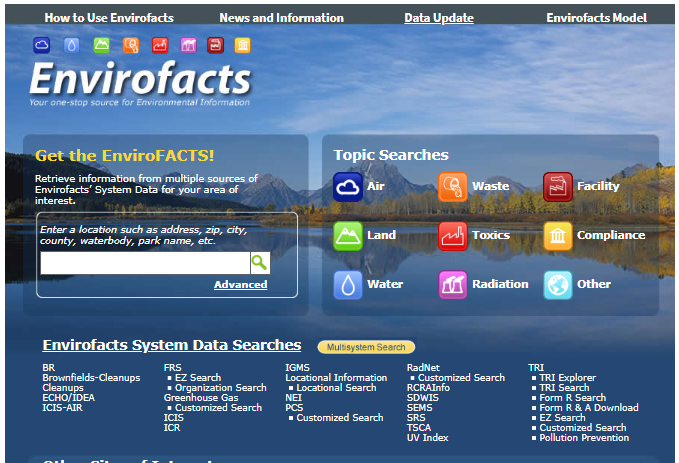 How to Use Envirofacts News and Information Data Update Envirofacts Model
Envirofacts
Your one-stop source for Environmental Information
Get the EnviroFACTS!
Retrieve information from multiple sources of
Envirofacts' System Data for your area of
interest.
Enter a location such as address, zip, city,
county, waterbody, park name, etc.
Advanced
Topic Searches
Air Waste Facility
Land Toxics Compliance
Water Radiation Other
Envirofacts System Data Searches Multisystem Search
BR
Brownfields-Cleanups
Cleanups
ECHO/IDEA
ICIS-AIR
FRS
EZ Search
Organization Search
Greenhouse Gas
Customized Search
ICIS
ICR
IGMS
Locational Information
Locational Search
NEI
PCS
Customized Search
RadNet
Customized Search
RCRAInfo
SDWIS
SEMS
SRS
TSCA
UV Index
TRI
TRI Explorer
TRI Search
Form R Search
Form R & A Download
EZ Search
Customized Search
Pollution Prevention